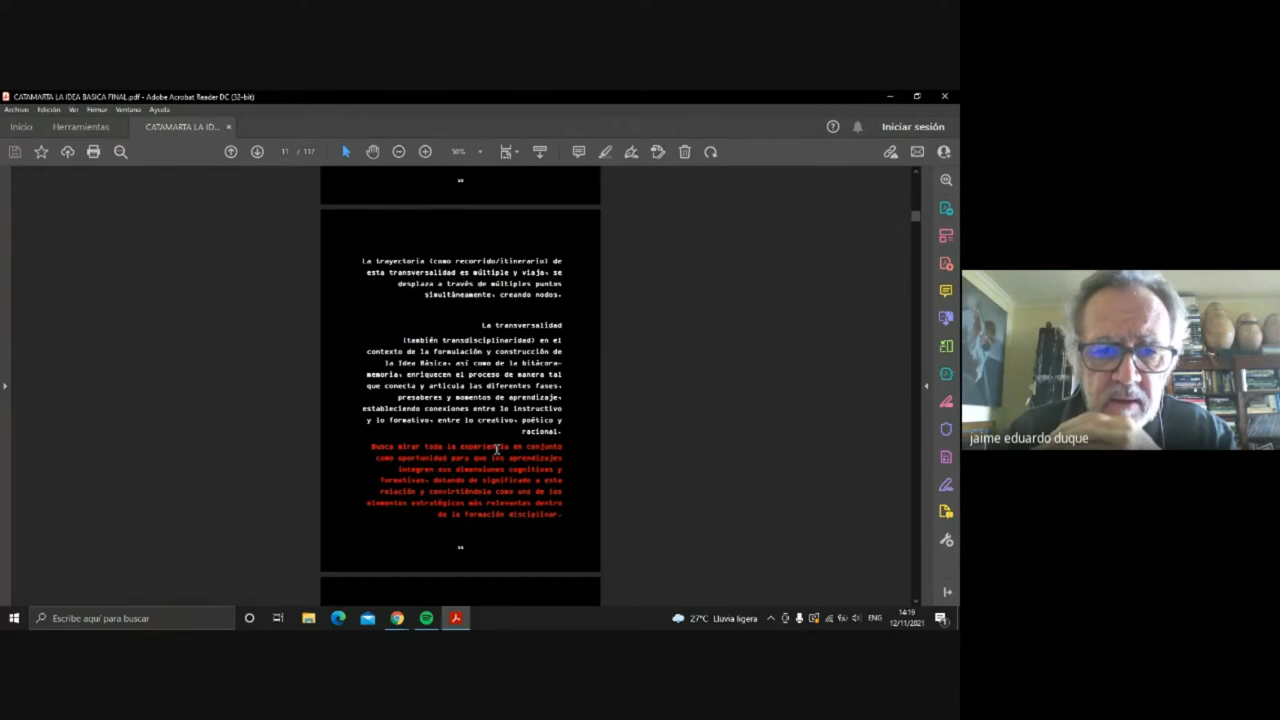 CATAMARTA LA IDEA BASICA FINAL.pdf - Adobe Acrobat Reader DC (32-bit)
Archivo Edición Ver Firmar Ventana Ayuda
Inicio Herramientas CATAMARTA LA ID... × Iniciar sesión
11 / 117
La trayectoria (como recorrido/itinerario) de
esta transversalidad es múltiple y viaja, se
desplaza a través de múltiples puntos
simultáneamente, creando nodos.
La transversalidad
(también transdisciplinaridad) en el
contexto de la formulación y construcción de
la Idea Básica, así como de la bitácora-
memoria, enriquecen el proceso de manera tal
que conecta y articula las diferentes fases,
presaberes y momentos de aprendizaje,
estableciendo conexiones entre lo instructivo
y lo formativo, entre lo creativo, poético y
racional.
Busca mirar toda la experiencia en conjunto
como oportunidad para que los aprendizajes
integren sus dimensiones cognitivas y
formativas, dotando de significado a esta
relación y convirtiéndola como uno de los
elementos estratégicos más relevantes dentro
de la formación disciplinar.
jaime eduardo duque
Escribe aquí para buscar
27°C Lluvia ligera
ENG
14:19
12/11/2021